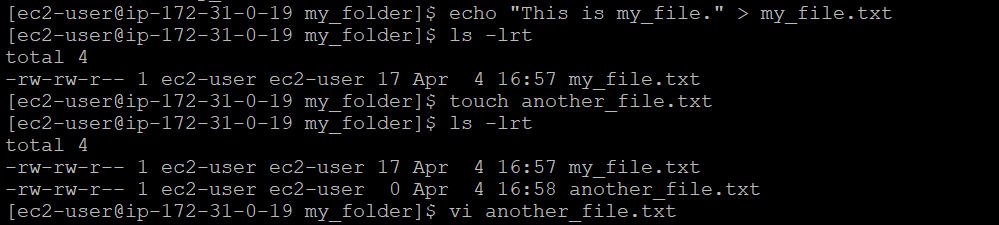 [ec2-user@ip-172-31-0-19 my_folder]$ echo "This is my_file." > my_file.txt
[ec2-user@ip-172-31-0-19 my_folder]$ ls -lrt
total 4
-rw-rw-r-- 1 ec2-user ec2-user 17 Apr  4 16:57 my_file.txt
[ec2-user@ip-172-31-0-19 my_folder]$ touch another_file.txt
[ec2-user@ip-172-31-0-19 my_folder]$ ls -lrt
total 4
-rw-rw-r-- 1 ec2-user ec2-user 17 Apr  4 16:57 my_file.txt
-rw-rw-r-- 1 ec2-user ec2-user  0 Apr  4 16:58 another_file.txt
[ec2-user@ip-172-31-0-19 my_folder]$ vi another_file.txt